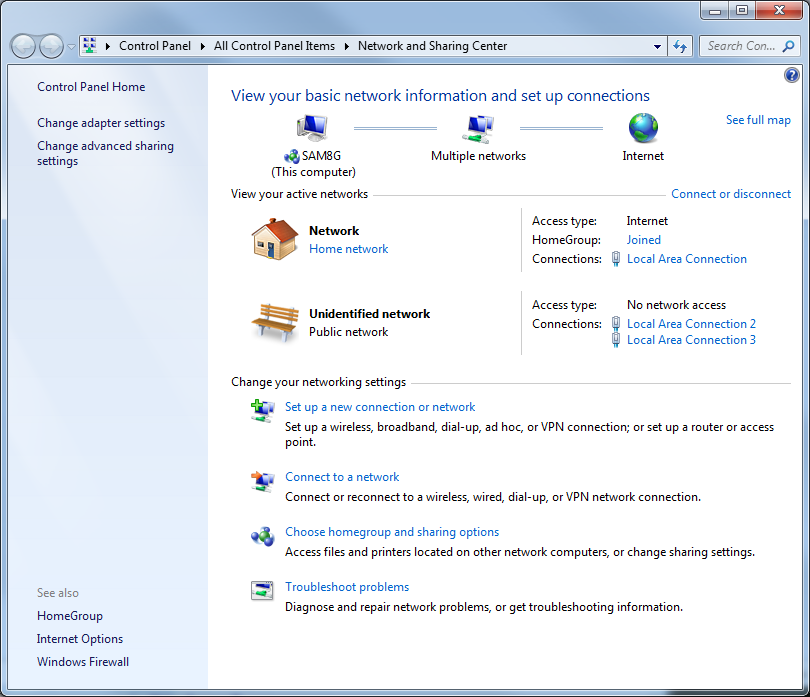 Control Panel
All Control Panel Items
Network and Sharing Center
Search Con...
Control Panel Home
Change adapter settings
Change advanced sharing
settings
View your basic network information and set up connections
See full map
SAM8G
(This computer)
Multiple networks
Internet
View your active networks
Connect or disconnect
Network
Home network
Access type: Internet
HomeGroup: Joined
Connections: Local Area Connection
Unidentified network
Public network
Access type: No network access
Connections: Local Area Connection 2
Local Area Connection 3
Change your networking settings
Set up a new connection or network
Set up a wireless, broadband, dial-up, ad hoc, or VPN connection; or set up a router or access
point.
Connect to a network
Connect or reconnect to a wireless, wired, dial-up, or VPN network connection.
Choose homegroup and sharing options
Access files and printers located on other network computers, or change sharing settings.
Troubleshoot problems
Diagnose and repair network problems, or get troubleshooting information.
See also
HomeGroup
Internet Options
Windows Firewall